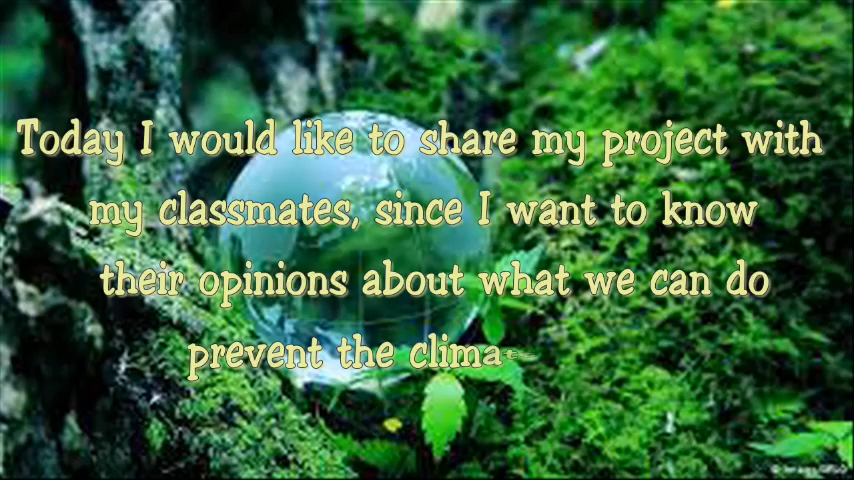 Today I would like to share my project with
my classmates, since I want to know
their opinions about what we can do
prevent the clima